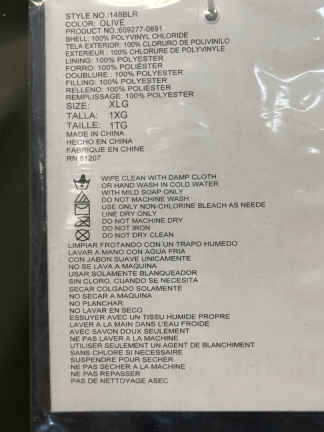 STYLE NO:148BLR
COLOR: OLIVE
PRODUCT NO:609277-0891
SHELL: 100% POLYVINYL CHLORIDE
TELA EXTERIOR: 100% CLORURO DE POLIVINILO
EXTERIEUR: 100% CHLORURE DE POLYVINYLE
LINING: 100% POLYESTER
FORRO: 100% POLIÉSTER
DOUBLURE : 100% POLYESTER
FILLING: 100% POLYESTER
RELLENO: 100% POLIÉSTER
REMPLISSAGE: 100% POLYESTER
SIZE: XLG
TALLA: 1XG
TAILLE: 1TG
MADE IN CHINA
HECHO EN CHINA
FABRIQUE EN CHINE
RN 61207
WIPE CLEAN WITH DAMP CLOTH
OR HAND WASH IN COLD WATER
WITH MILD SOAP ONLY
DO NOT MACHINE WASH
USE ONLY NON-CHLORINE BLEACH AS NEEDE
LINE DRY ONLY
DO NOT MACHINE DRY
DO NOT IRON
DO NOT DRY CLEAN
LIMPIAR FROTANDO CON UN TRAPO HUMEDO
LAVAR A MANO CON AGUA FRIA
CON JABON SUAVE UNICAMENTE
NO SE LAVA A MAQUINA
USAR SOLAMENTE BLANQUEADOR
SIN CLORO, CUANDO SE NECESITA
SECAR COLGADO SOLAMENTE
NO SECAR A MAQUINA
NO PLANCHAR
NO LAVAR EN SECO
ESSUYER AVEC UN TISSU HUMIDE PROPRE
LAVER A LA MAIN DANS L'EAU FROIDE
AVEC SAVON DOUX SEULEMENT
NE PAS LAVER A LA MACHINE
UTILISER SEULEMENT UN AGENT DE BLANCHIMENT
SANS CHLORE SI NECESSAIRE
SUSPENDRE POUR SECHER
NE PAS SECHER A LA MACHINE
NE PAS REPASSER
PAS DE NETTOYAGE ASEC